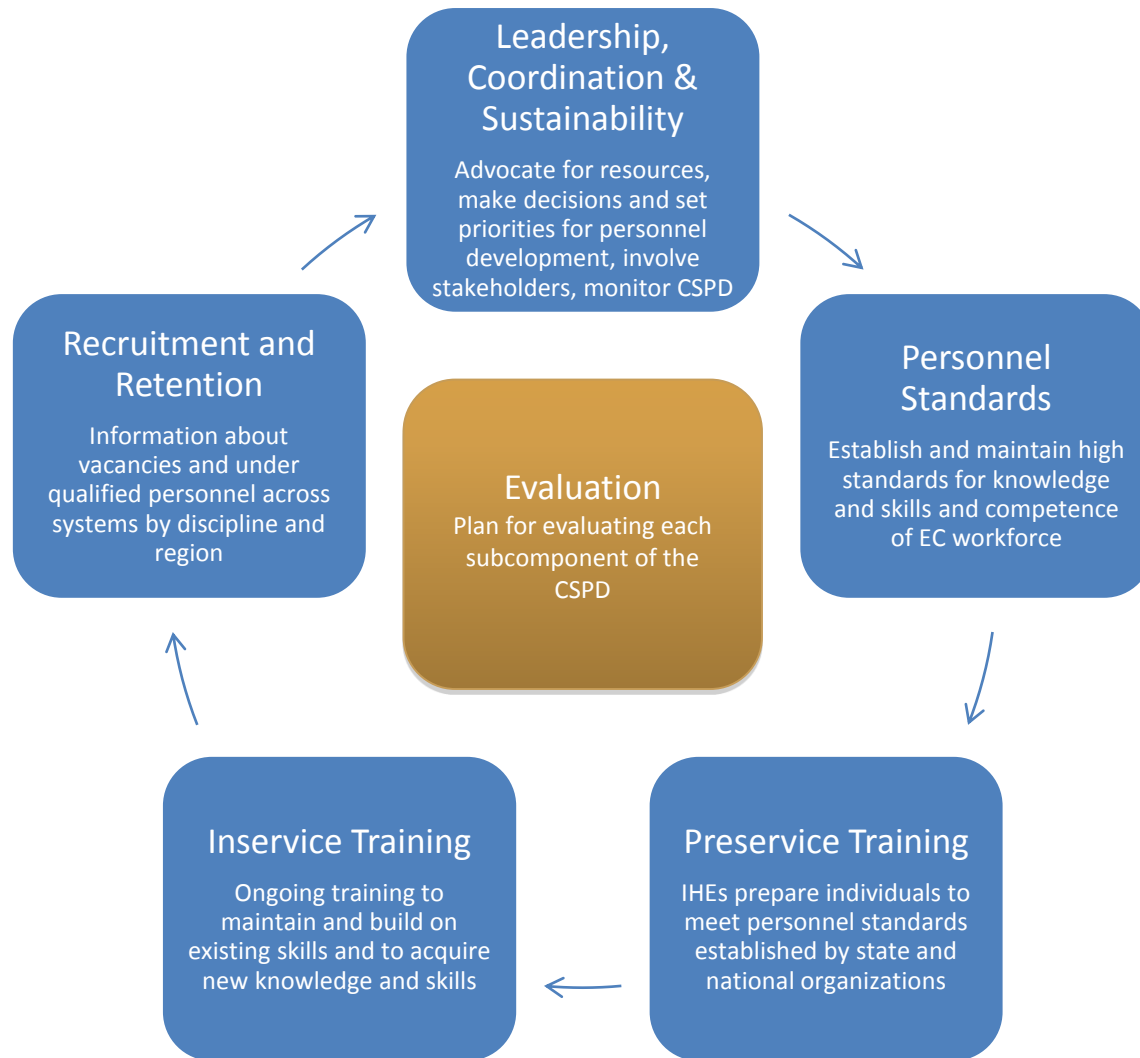 Leadership,
Coordination &
Sustainability
Advocate for resources,
make decisions and set
priorities for personnel
development, involve
stakeholders, monitor CSPD
Personnel
Standards
Establish and maintain high
standards for knowledge
and skills and competence
of EC workforce
Preservice Training
IHEs prepare individuals to
meet personnel standards
established by state and
national organizations
Inservice Training
Ongoing training to
maintain and build on
existing skills and to acquire
new knowledge and skills
Recruitment and
Retention
Information about
vacancies and under
qualified personnel across
systems by discipline and
region
Evaluation
Plan for evaluating each
subcomponent of the
CSPD